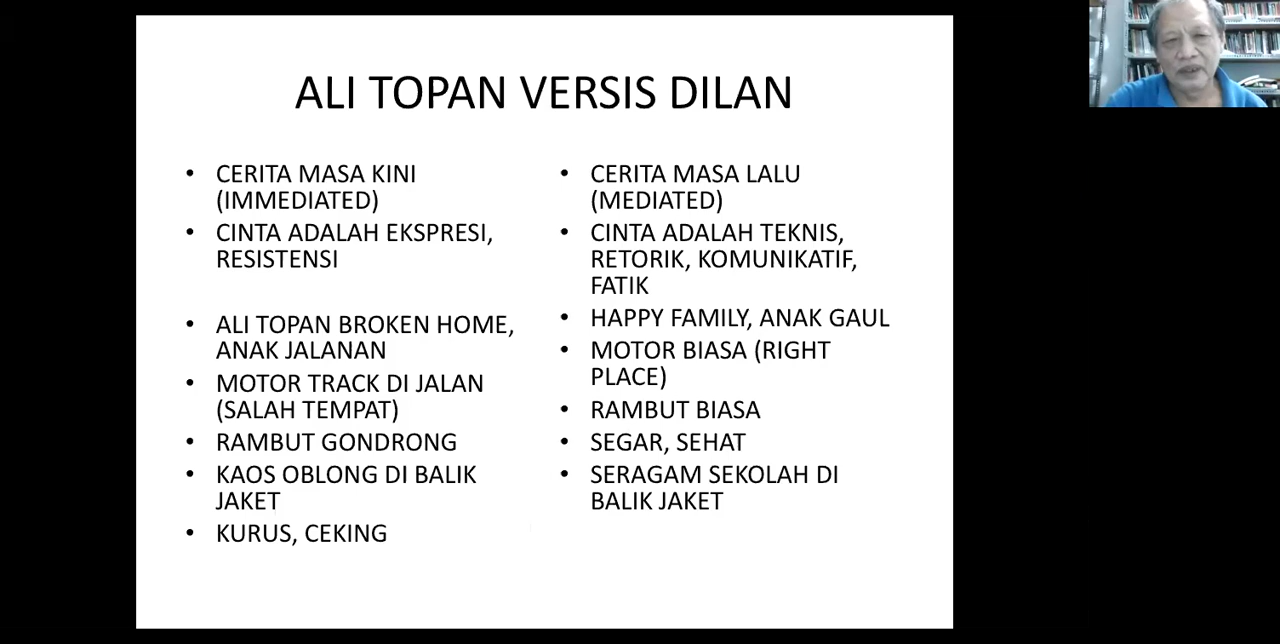 ALI TOPAN VERSIS DILAN
• CERITA MASA KINI
(IMMEDIATED)
• CINTA ADALAH EKSPRESI,
RESISTENSI
• ALI TOPAN BROKEN HOME,
ANAK JALANAN
• MOTOR TRACK DI JALAN
(SALAH TEMPAT)
• RAMBUT GONDRONG
• KAOS OBLONG DI BALIK
JAKET
• KURUS, CEKING
• CERITA MASA LALU
(MEDIATED)
• CINTA ADALAH TEKNIS,
RETORIK, KOMUNIKATIF,
FATIK
• HAPPY FAMILY, ANAK GAUL
• MOTOR BIASA (RIGHT
PLACE)
• RAMBUT BIASA
• SEGAR, SEHAT
• SERAGAM SEKOLAH DI
BALIK JAKET